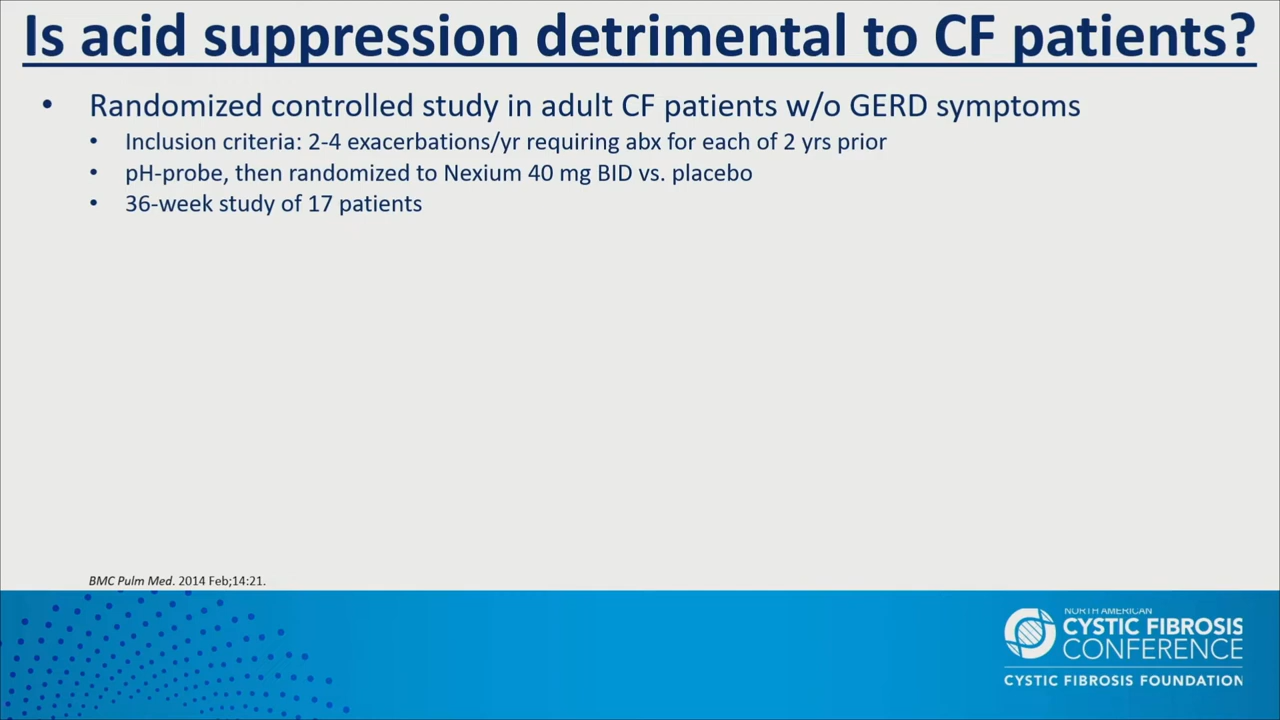 Is acid suppression detrimental to CF patients?
• Randomized controlled study in adult CF patients w/o GERD symptoms
• Inclusion criteria: 2-4 exacerbations/yr requiring abx for each of 2 yrs prior
• pH-probe, then randomized to Nexium 40 mg BID vs. placebo
• 36-week study of 17 patients
BMC Pulm Med. 2014 Feb;14:21.
NORTH AMERICAN
CYSTIC FIBROSIS
CONFERENCE
CYSTIC FIBROSIS FOUNDATION